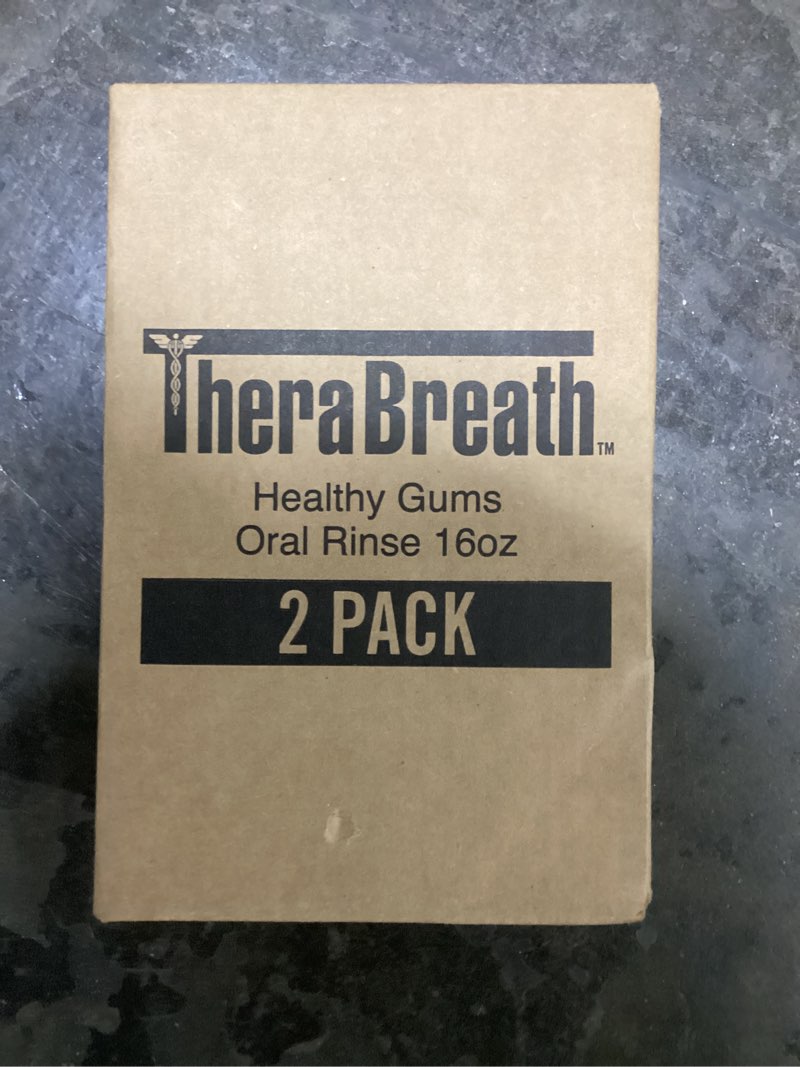 TheraBreath™
Healthy Gums
Oral Rinse 16oz
2 PACK